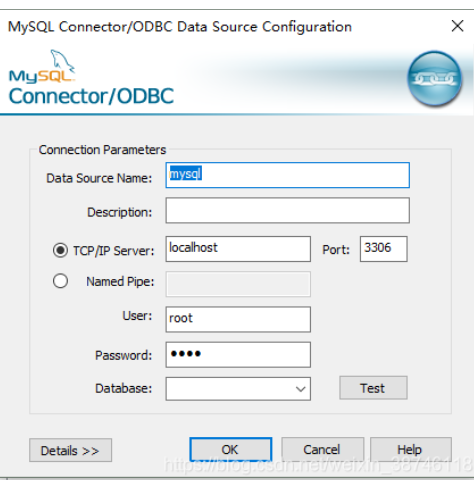 MySQL Connector/ODBC Data Source Configuration
MySQL
Connector/ODBC
Connection Parameters
Data Source Name: mysql
Description:
TCP/IP Server: localhost Port: 3306
Named Pipe:
User: root
Password: ••••
Database: Test
Details >> OK Cancel Help
https://blog.csdn.net/weixin_38746118